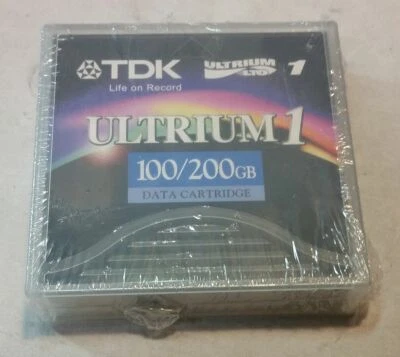 TDK
Life on Record
ULTRIUM
LTO
1
ULTRIUM 1
100/200GB
DATA CARTRIDGE